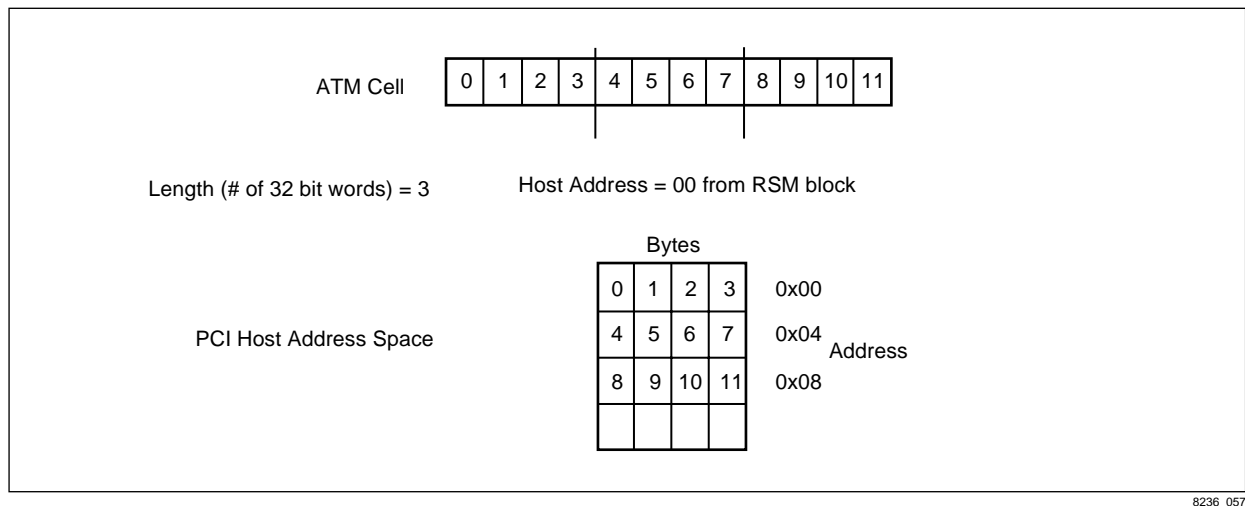 ATM Cell 0 1 2 3 4 5 6 7 8 9 10 11
Length (# of 32 bit words) = 3 Host Address = 00 from RSM block
Bytes
0 1 2 3 0x00
PCI Host Address Space 4 5 6 7 0x04
Address
8 9 10 11 0x08
8236_057